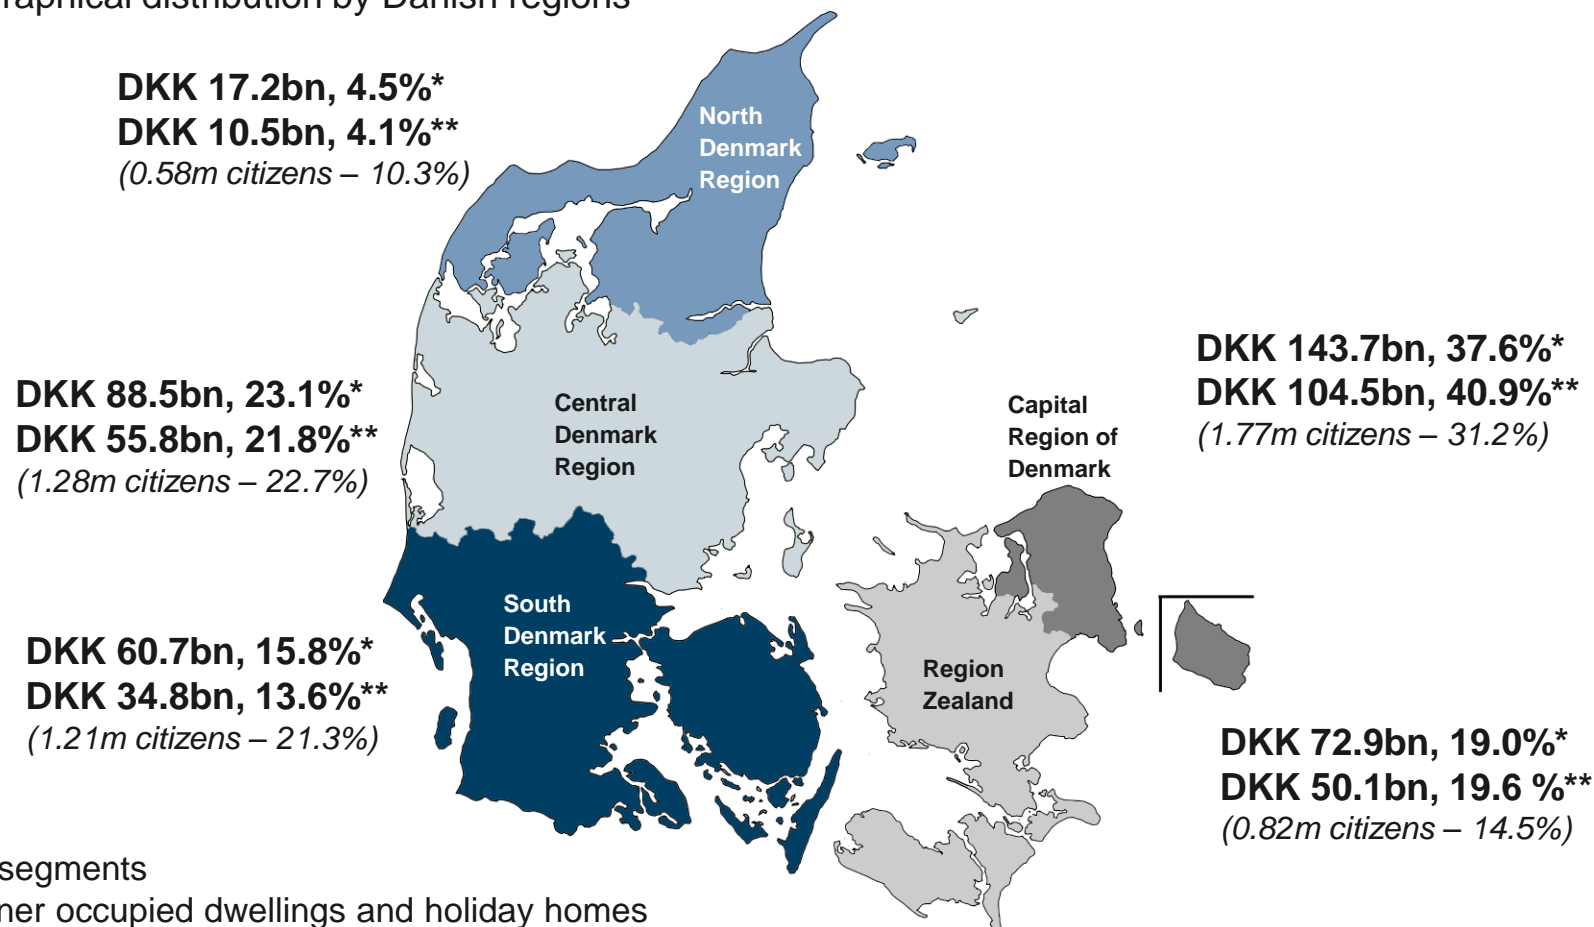 distribution by Danish regions
DKK 17.2bn, 4.5%*
DKK 10.5bn, 4.1%**
(0.58m citizens – 10.3%)
North
Denmark
Region
DKK 88.5bn, 23.1%*
DKK 55.8bn, 21.8%**
(1.28m citizens – 22.7%)
Central
Denmark
Region
Capital
Region of
Denmark
DKK 143.7bn, 37.6%*
DKK 104.5bn, 40.9%**
(1.77m citizens – 31.2%)
DKK 60.7bn, 15.8%*
DKK 34.8bn, 13.6%**
(1.21m citizens – 21.3%)
South
Denmark
Region
Region
Zealand
DKK 72.9bn, 19.0%*
DKK 50.1bn, 19.6 %**
(0.82m citizens – 14.5%)
segments
occupied dwellings and holiday homes